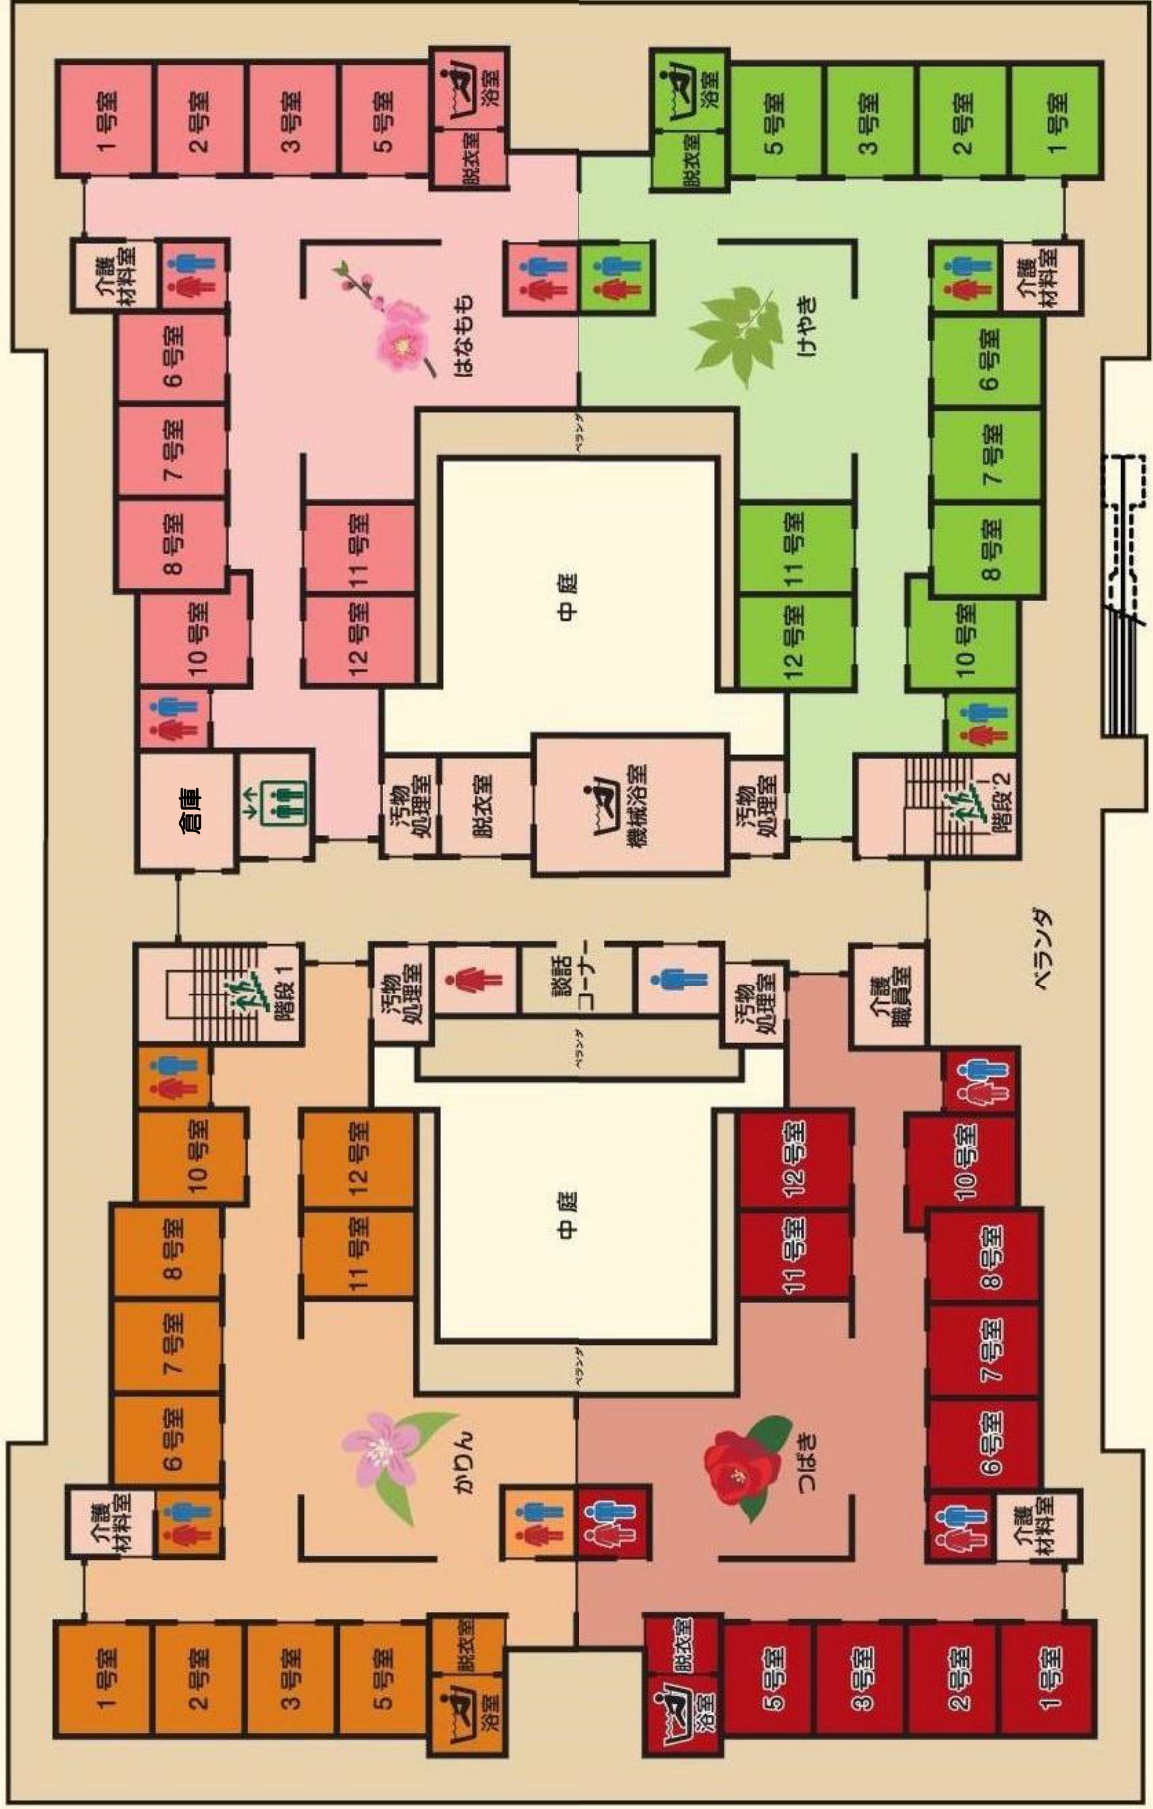 1号室
2号室
3号室
5号室
浴室
脱衣室
浴室
脱衣室
5号室
3号室
2号室
1号室
介護
材料室
はなもも
けやき
介護
材料室
6号室
7号室
8号室
10号室
11号室
12号室
ベランダ
中庭
11号室
12号室
6号室
7号室
8号室
10号室
倉庫
汚物
処理室
脱衣室
機械浴室
汚物
処理室
階段2
階段1
汚物
処理室
談話
コーナー
汚物
処理室
介護
職員室
ベランダ
ベランダ
10号室
8号室
7号室
6号室
12号室
11号室
中庭
ベランダ
12号室
11号室
10号室
8号室
7号室
6号室
介護
材料室
かりん
つばき
介護
材料室
1号室
2号室
3号室
5号室
脱衣室
浴室
脱衣室
浴室
5号室
3号室
2号室
1号室